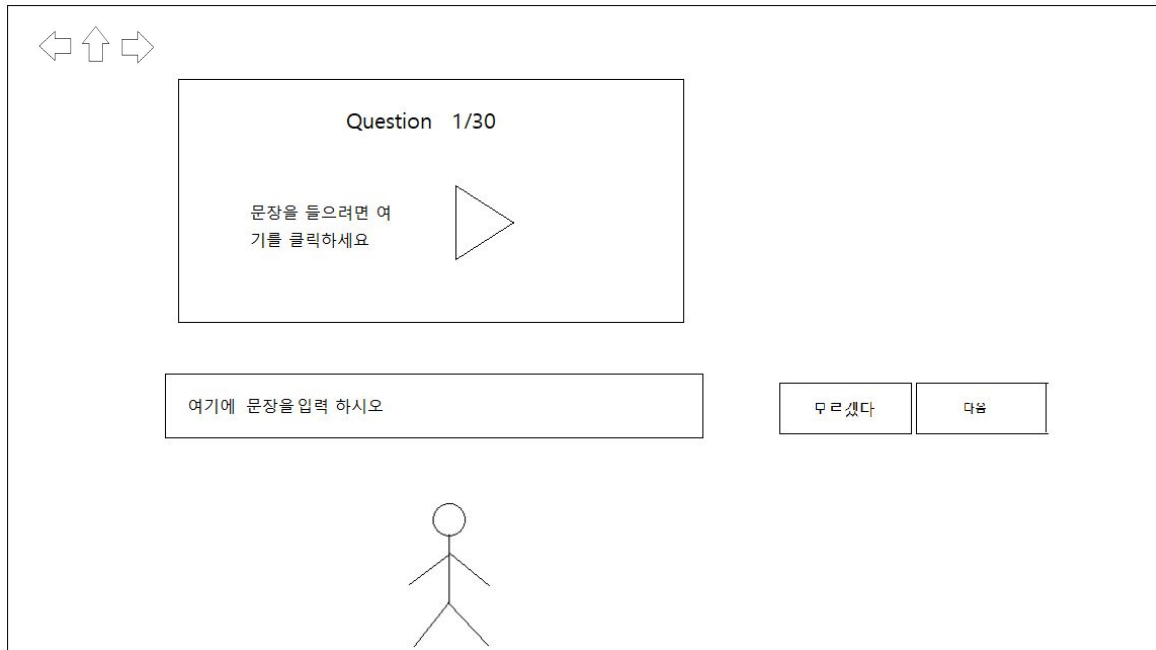 Question 1/30
문장을 들으려면 여
기를 클릭하세요
여기에 문장을 입력 하시오
모르겠다
다음